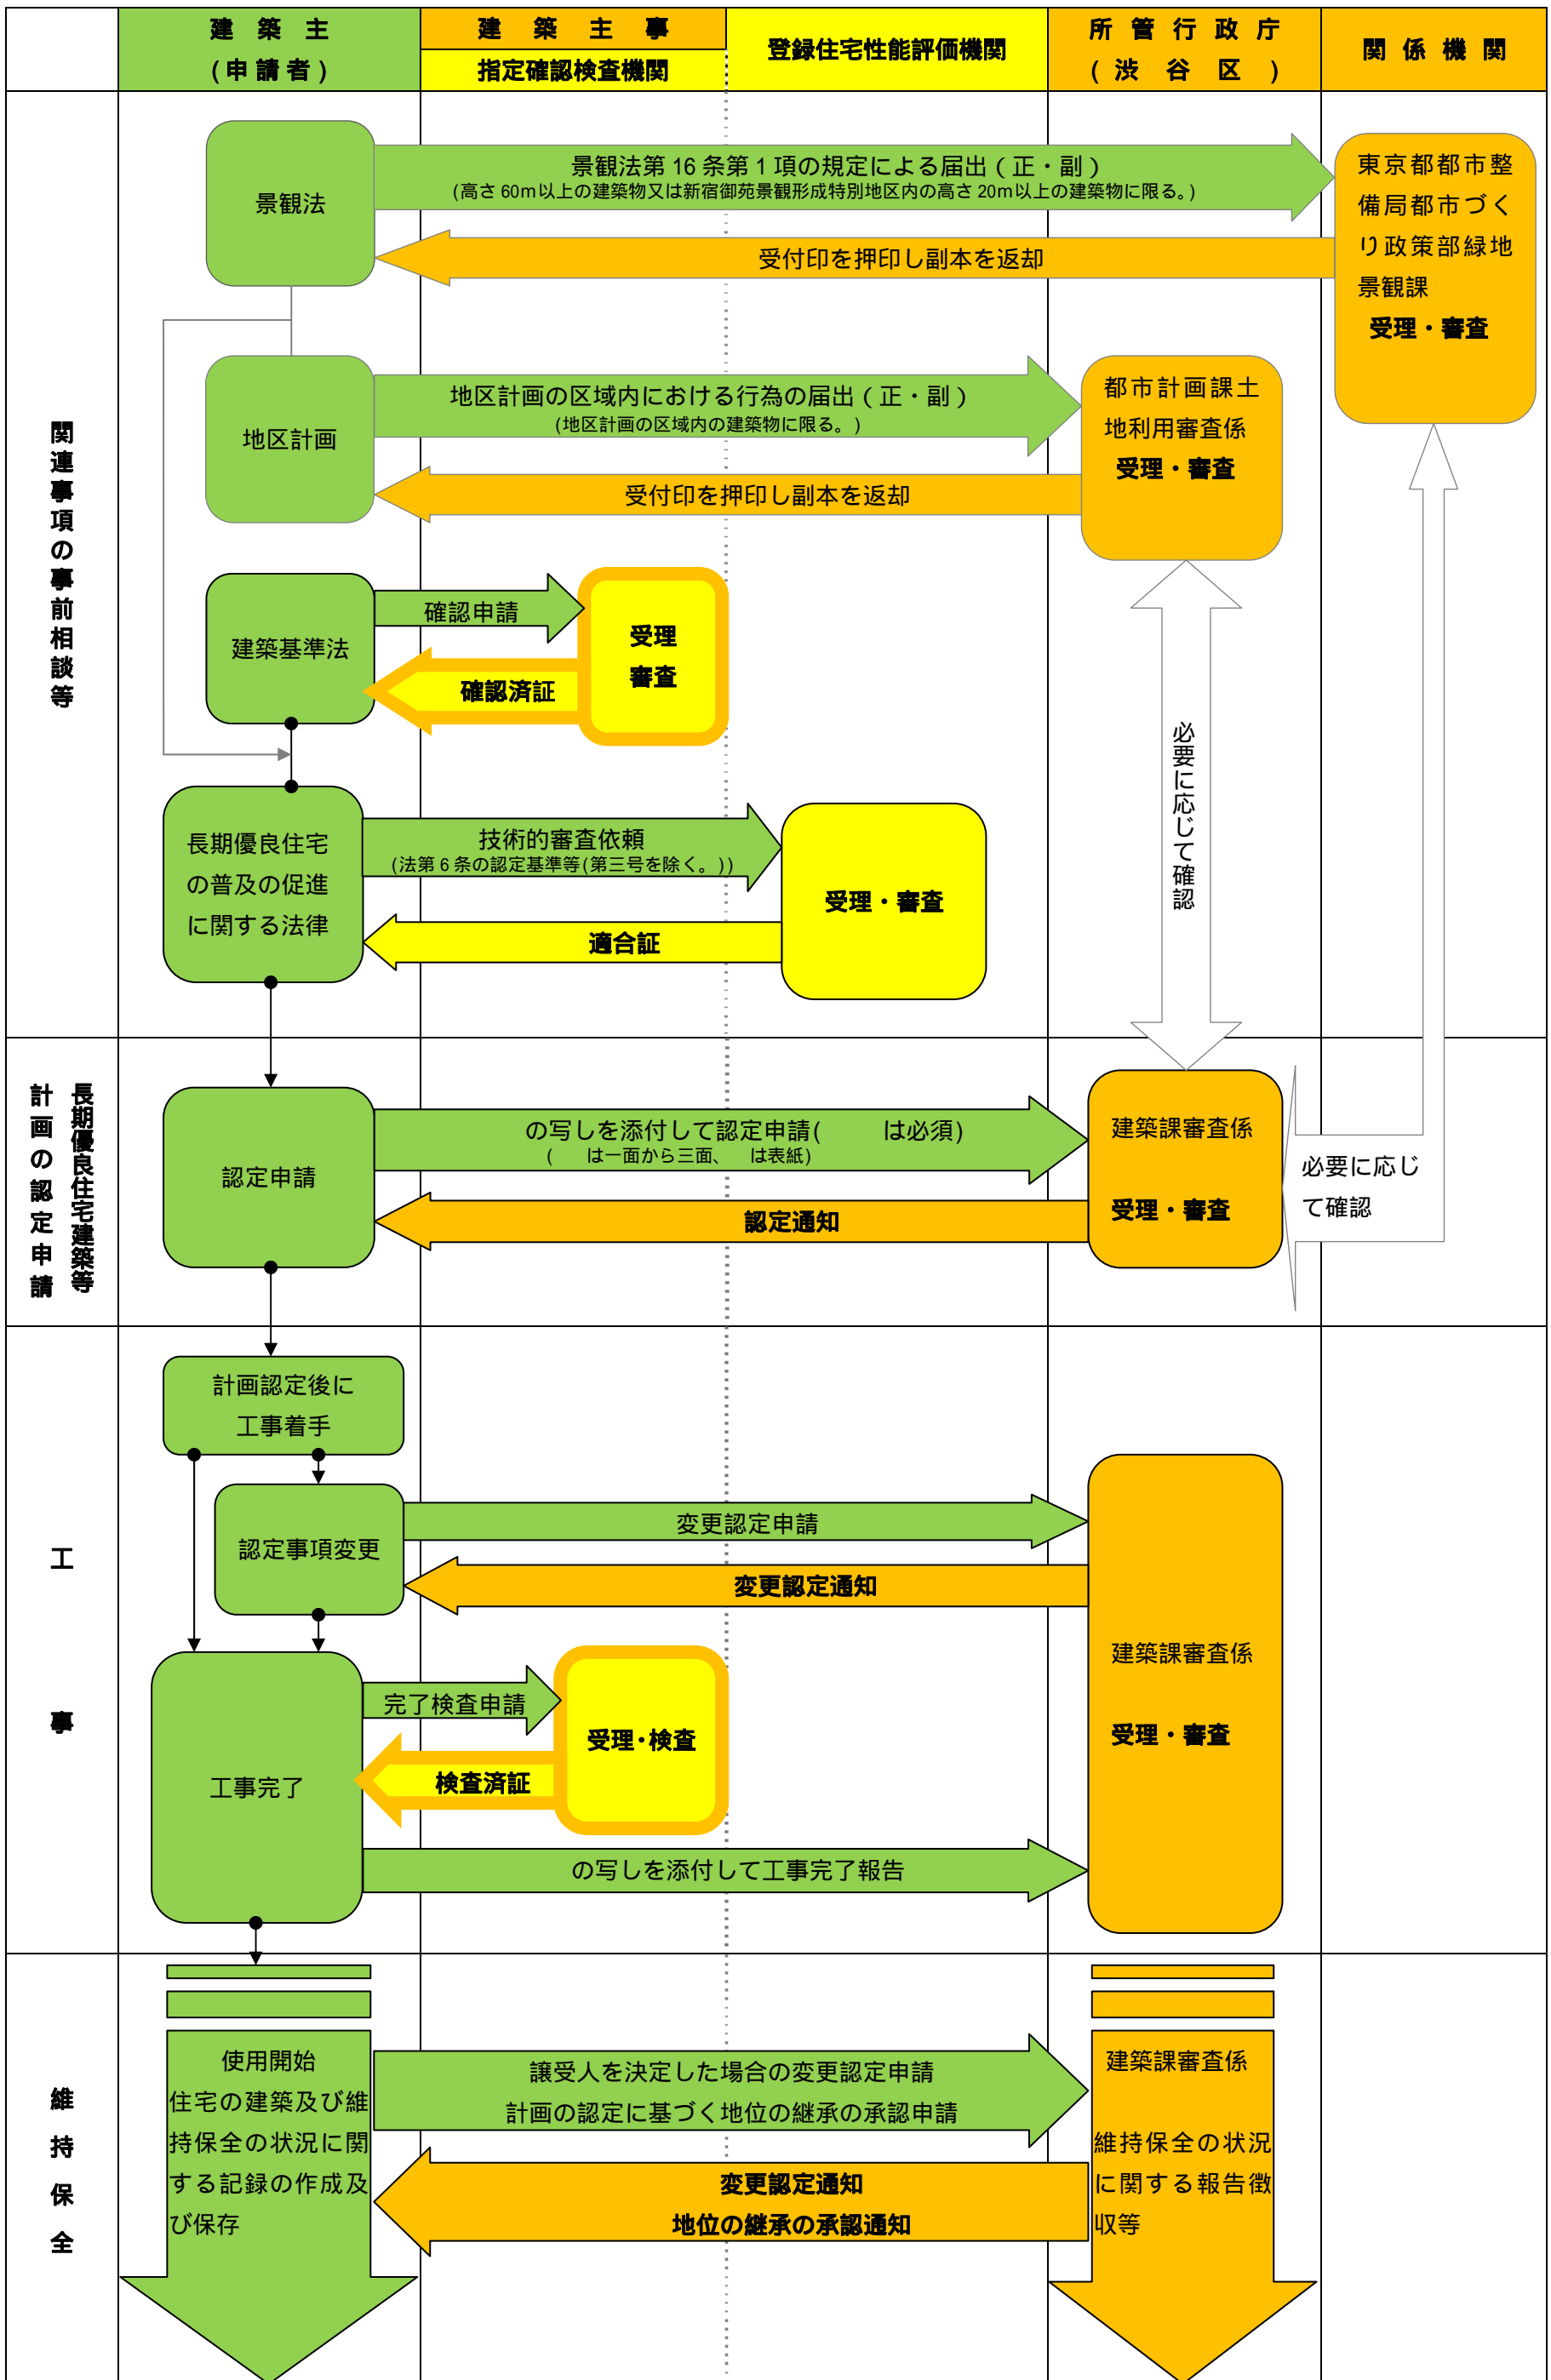 建築主
(申請者)
建築主事
指定確認検査機関
登録住宅性能評価機関
所管行政庁
(渋谷区)
関係機関
関連事項の事前相談等
景観法
景観法第16条第1項の規定による届出(正・副)
(高さ60m以上の建築物又は新宿御苑景観形成特別地区内の高さ20m以上の建築物に限る。)
受付印を押印し副本を返却
東京都都市整
備局都市づく
り政策部緑地
景観課
受理・審査
地区計画
地区計画の区域内における行為の届出(正・副)
(地区計画の区域内の建築物に限る。)
受付印を押印し副本を返却
都市計画課土
地利用審査係
受理・審査
建築基準法
確認申請
確認済証
受理
審査
必要に応じて確認
長期優良住宅
の普及の促進
に関する法律
技術的審査依頼
(法第6条の認定基準等(第三号を除く。))
適合証
受理・審査
長期優良住宅建築等
計画の認定申請
認定申請
の写しを添付して認定申請(　　は必須)
(　は一面から三面、　は表紙)
認定通知
建築課審査係
受理・審査
必要に応じ
て確認
工事
計画認定後に
工事着手
認定事項変更
変更認定申請
変更認定通知
建築課審査係
受理・審査
工事完了
完了検査申請
検査済証
受理・検査
の写しを添付して工事完了報告
維持保全
使用開始
住宅の建築及び維
持保全の状況に関
する記録の作成及
び保存
譲受人を決定した場合の変更認定申請
計画の認定に基づく地位の継承の承認申請
変更認定通知
地位の継承の承認通知
建築課審査係
維持保全の状況
に関する報告徴
収等